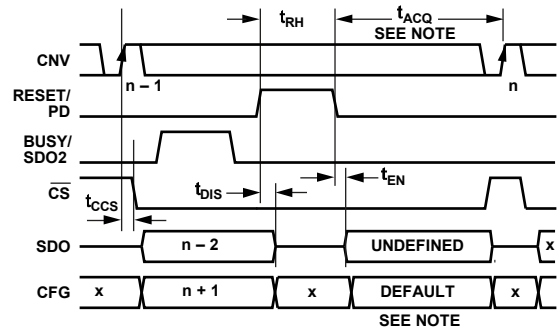 tRH
tACQ
SEE NOTE
CNV
n – 1
n
RESET/
PD
BUSY/
SDO2
CS
tCCS
tDIS
tEN
SDO
n – 2
UNDEFINED
x
CFG
x
n + 1
x
DEFAULT
x
SEE NOTE